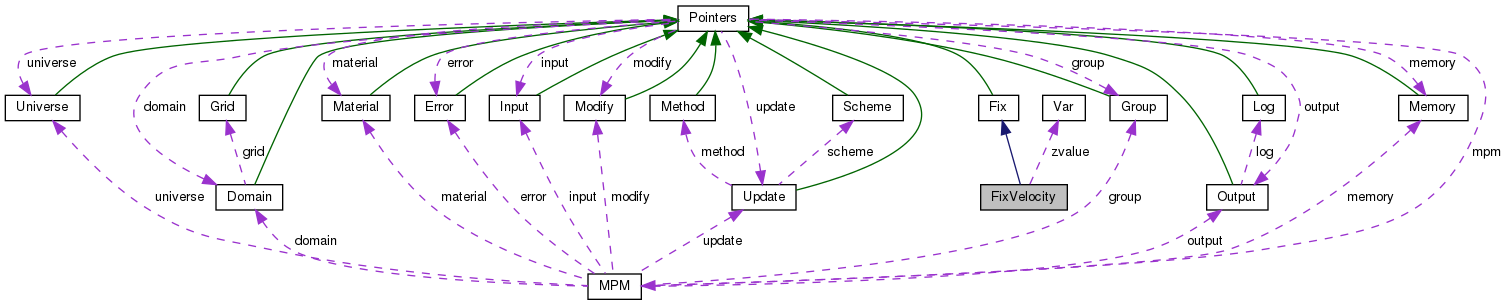 Pointers
universe
material
error
input
modify
group
memory
domain
update
output
Universe
Grid
Material
Error
Input
Modify
Method
Scheme
Fix
Var
Group
Log
Memory
grid
method
scheme
zvalue
log
mpm
Domain
Update
FixVelocity
Output
universe
material
error
input
modify
group
memory
domain
update
output
MPM